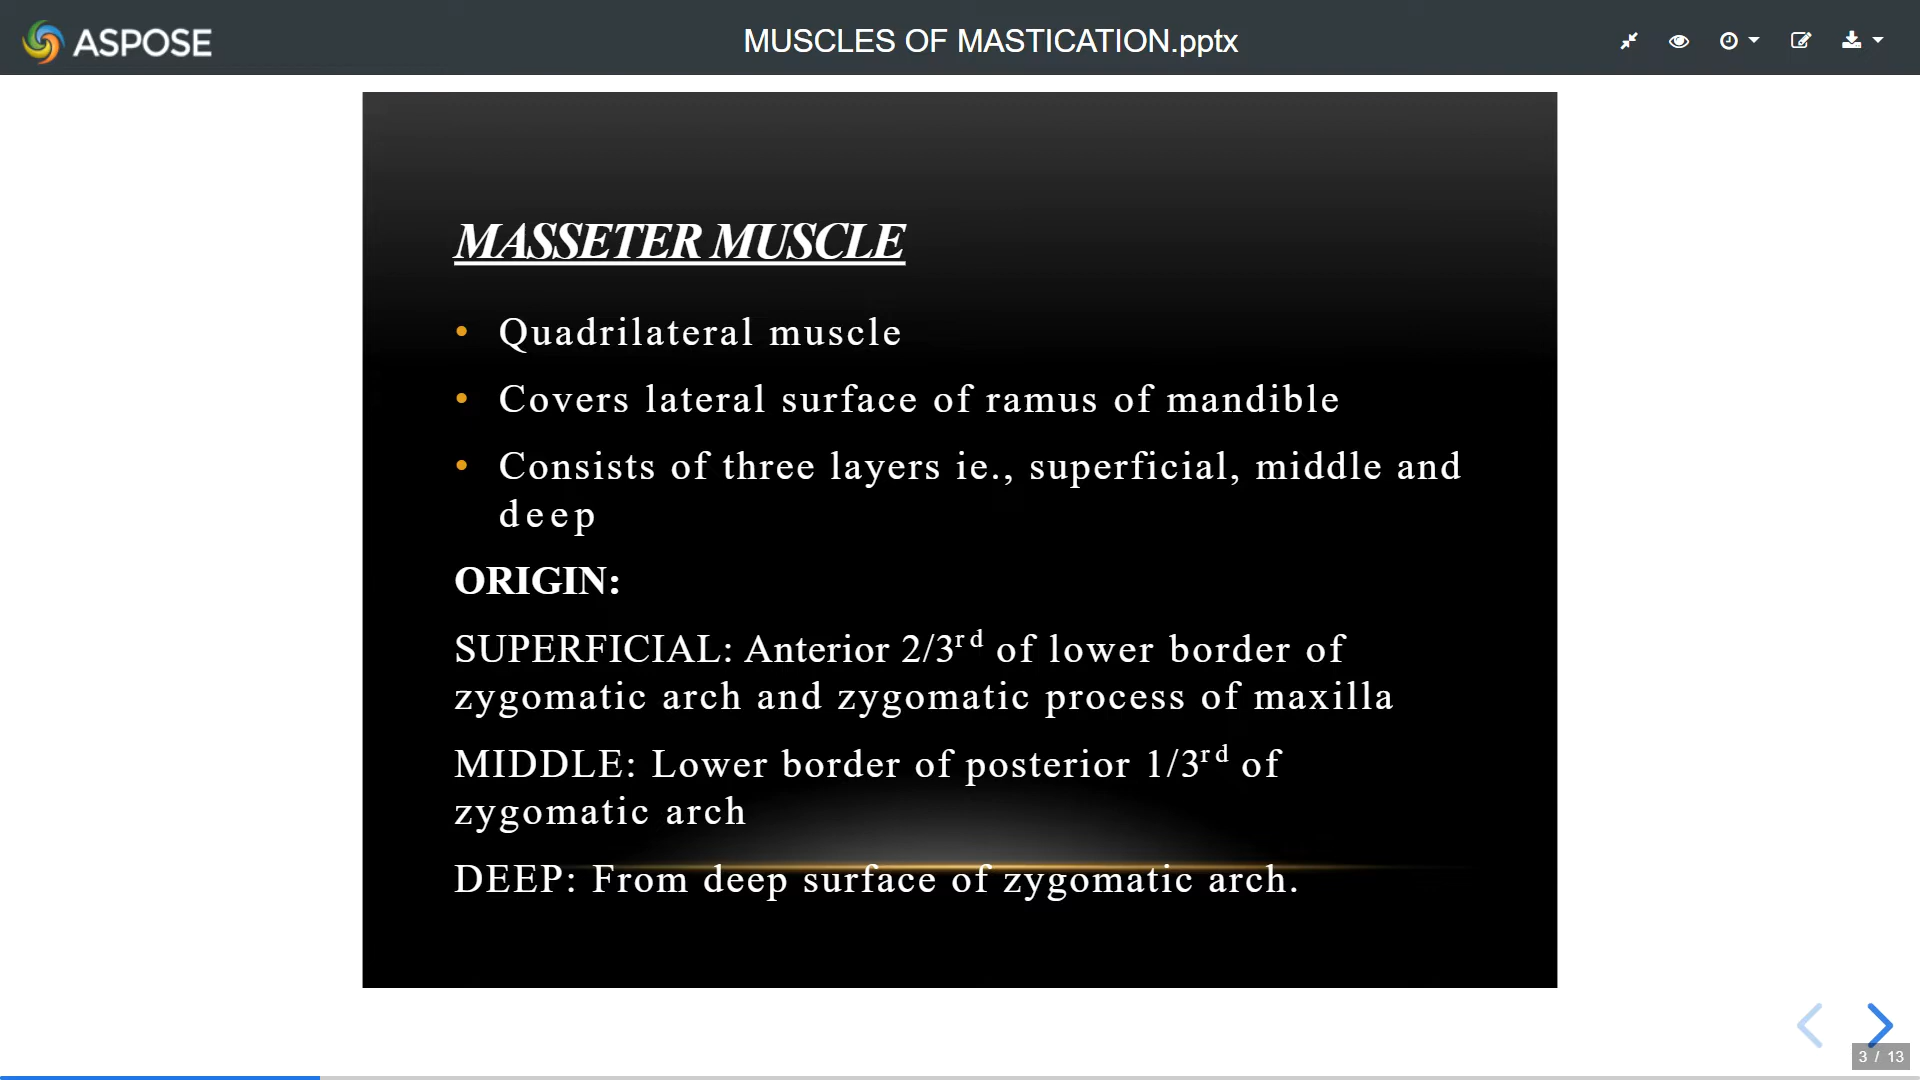 ASPOSE
MUSCLES OF MASTICATION.pptx
MASSETER MUSCLE
• Quadrilateral muscle
• Covers lateral surface of ramus of mandible
• Consists of three layers ie., superficial, middle and
deep
ORIGIN:
SUPERFICIAL: Anterior 2/3rd of lower border of
zygomatic arch and zygomatic process of maxilla
MIDDLE: Lower border of posterior 1/3rd of
zygomatic arch
DEEP: From deep surface of zygomatic arch.
3 / 13